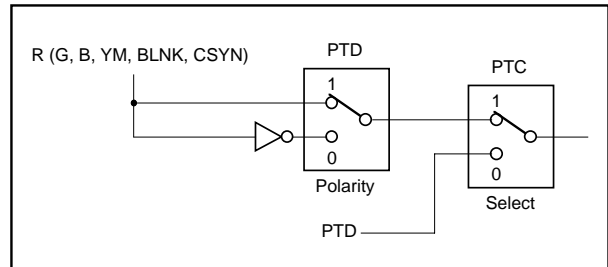 R (G, B, YM, BLNK, CSYN)
PTD
1
0
Polarity
PTC
1
0
Select
PTD